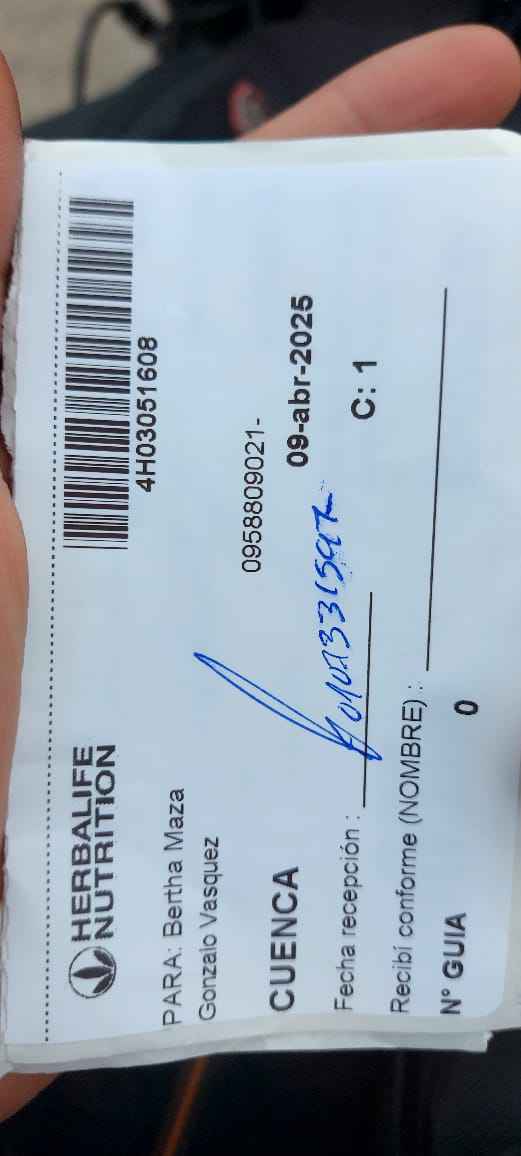 HERBALIFE
NUTRITION
4H03051608
PARA: Bertha Maza
Gonzalo Vasquez
0958809021-
CUENCA
09-abr-2025
Fecha recepción :
C: 1
Recibí conforme (NOMBRE) :
N° GUIA 0